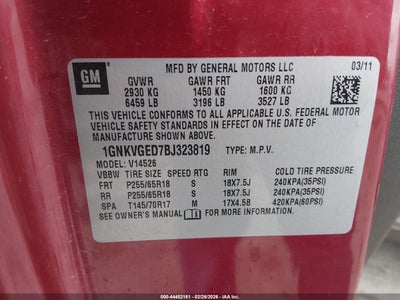 GM
MFD BY GENERAL MOTORS LLC 03/11
GVWR GAWR FRT GAWR RR
2930 KG 1450 KG 1600 KG
6459 LB 3196 LB 3527 LB
THIS VEHICLE CONFORMS TO ALL APPLICABLE U.S. FEDERAL MOTOR
VEHICLE SAFETY AND THEFT PREVENTION STANDARDS IN EFFECT ON THE DATE OF
MANUFACTURE SHOWN ABOVE.
1GNKVGED7BJ323819 TYPE: M.P.V.
MODEL: V14526
VBBW TIRE SIZE SPEED RTG RIM COLD TIRE PRESSURE
FRT P255/65R18 S 18X7.5J 240KPA(35PSI)
RR P255/65R18 S 18X7.5J 240KPA(35PSI)
SPA T145/70R17 M 17X4.5B 420KPA(60PSI)
SEE OWNER'S MANUAL FOR MORE INFORMATION.
000-44452161 - 02/26/2026 - IAAI